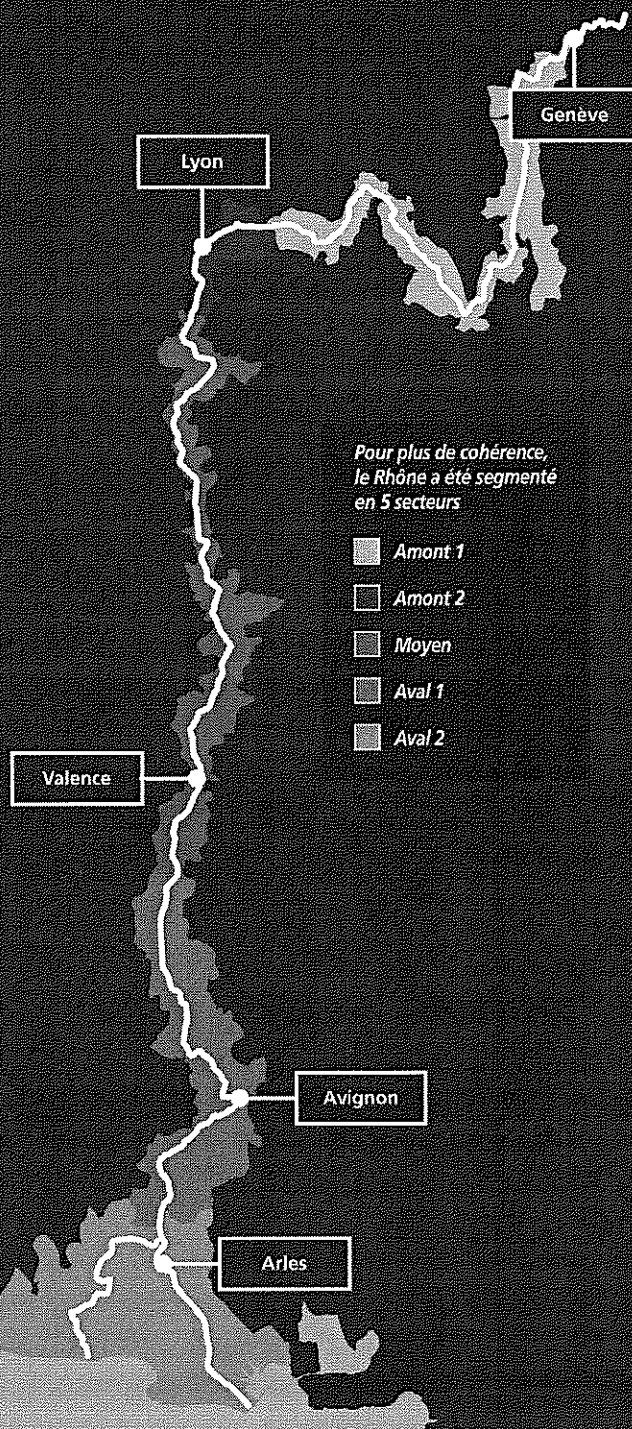 Genève
Lyon
Pour plus de cohérence,
le Rhône a été segmenté
en 5 secteurs
Amont 1
Amont 2
Moyen
Aval 1
Aval 2
Valence
Avignon
Arles